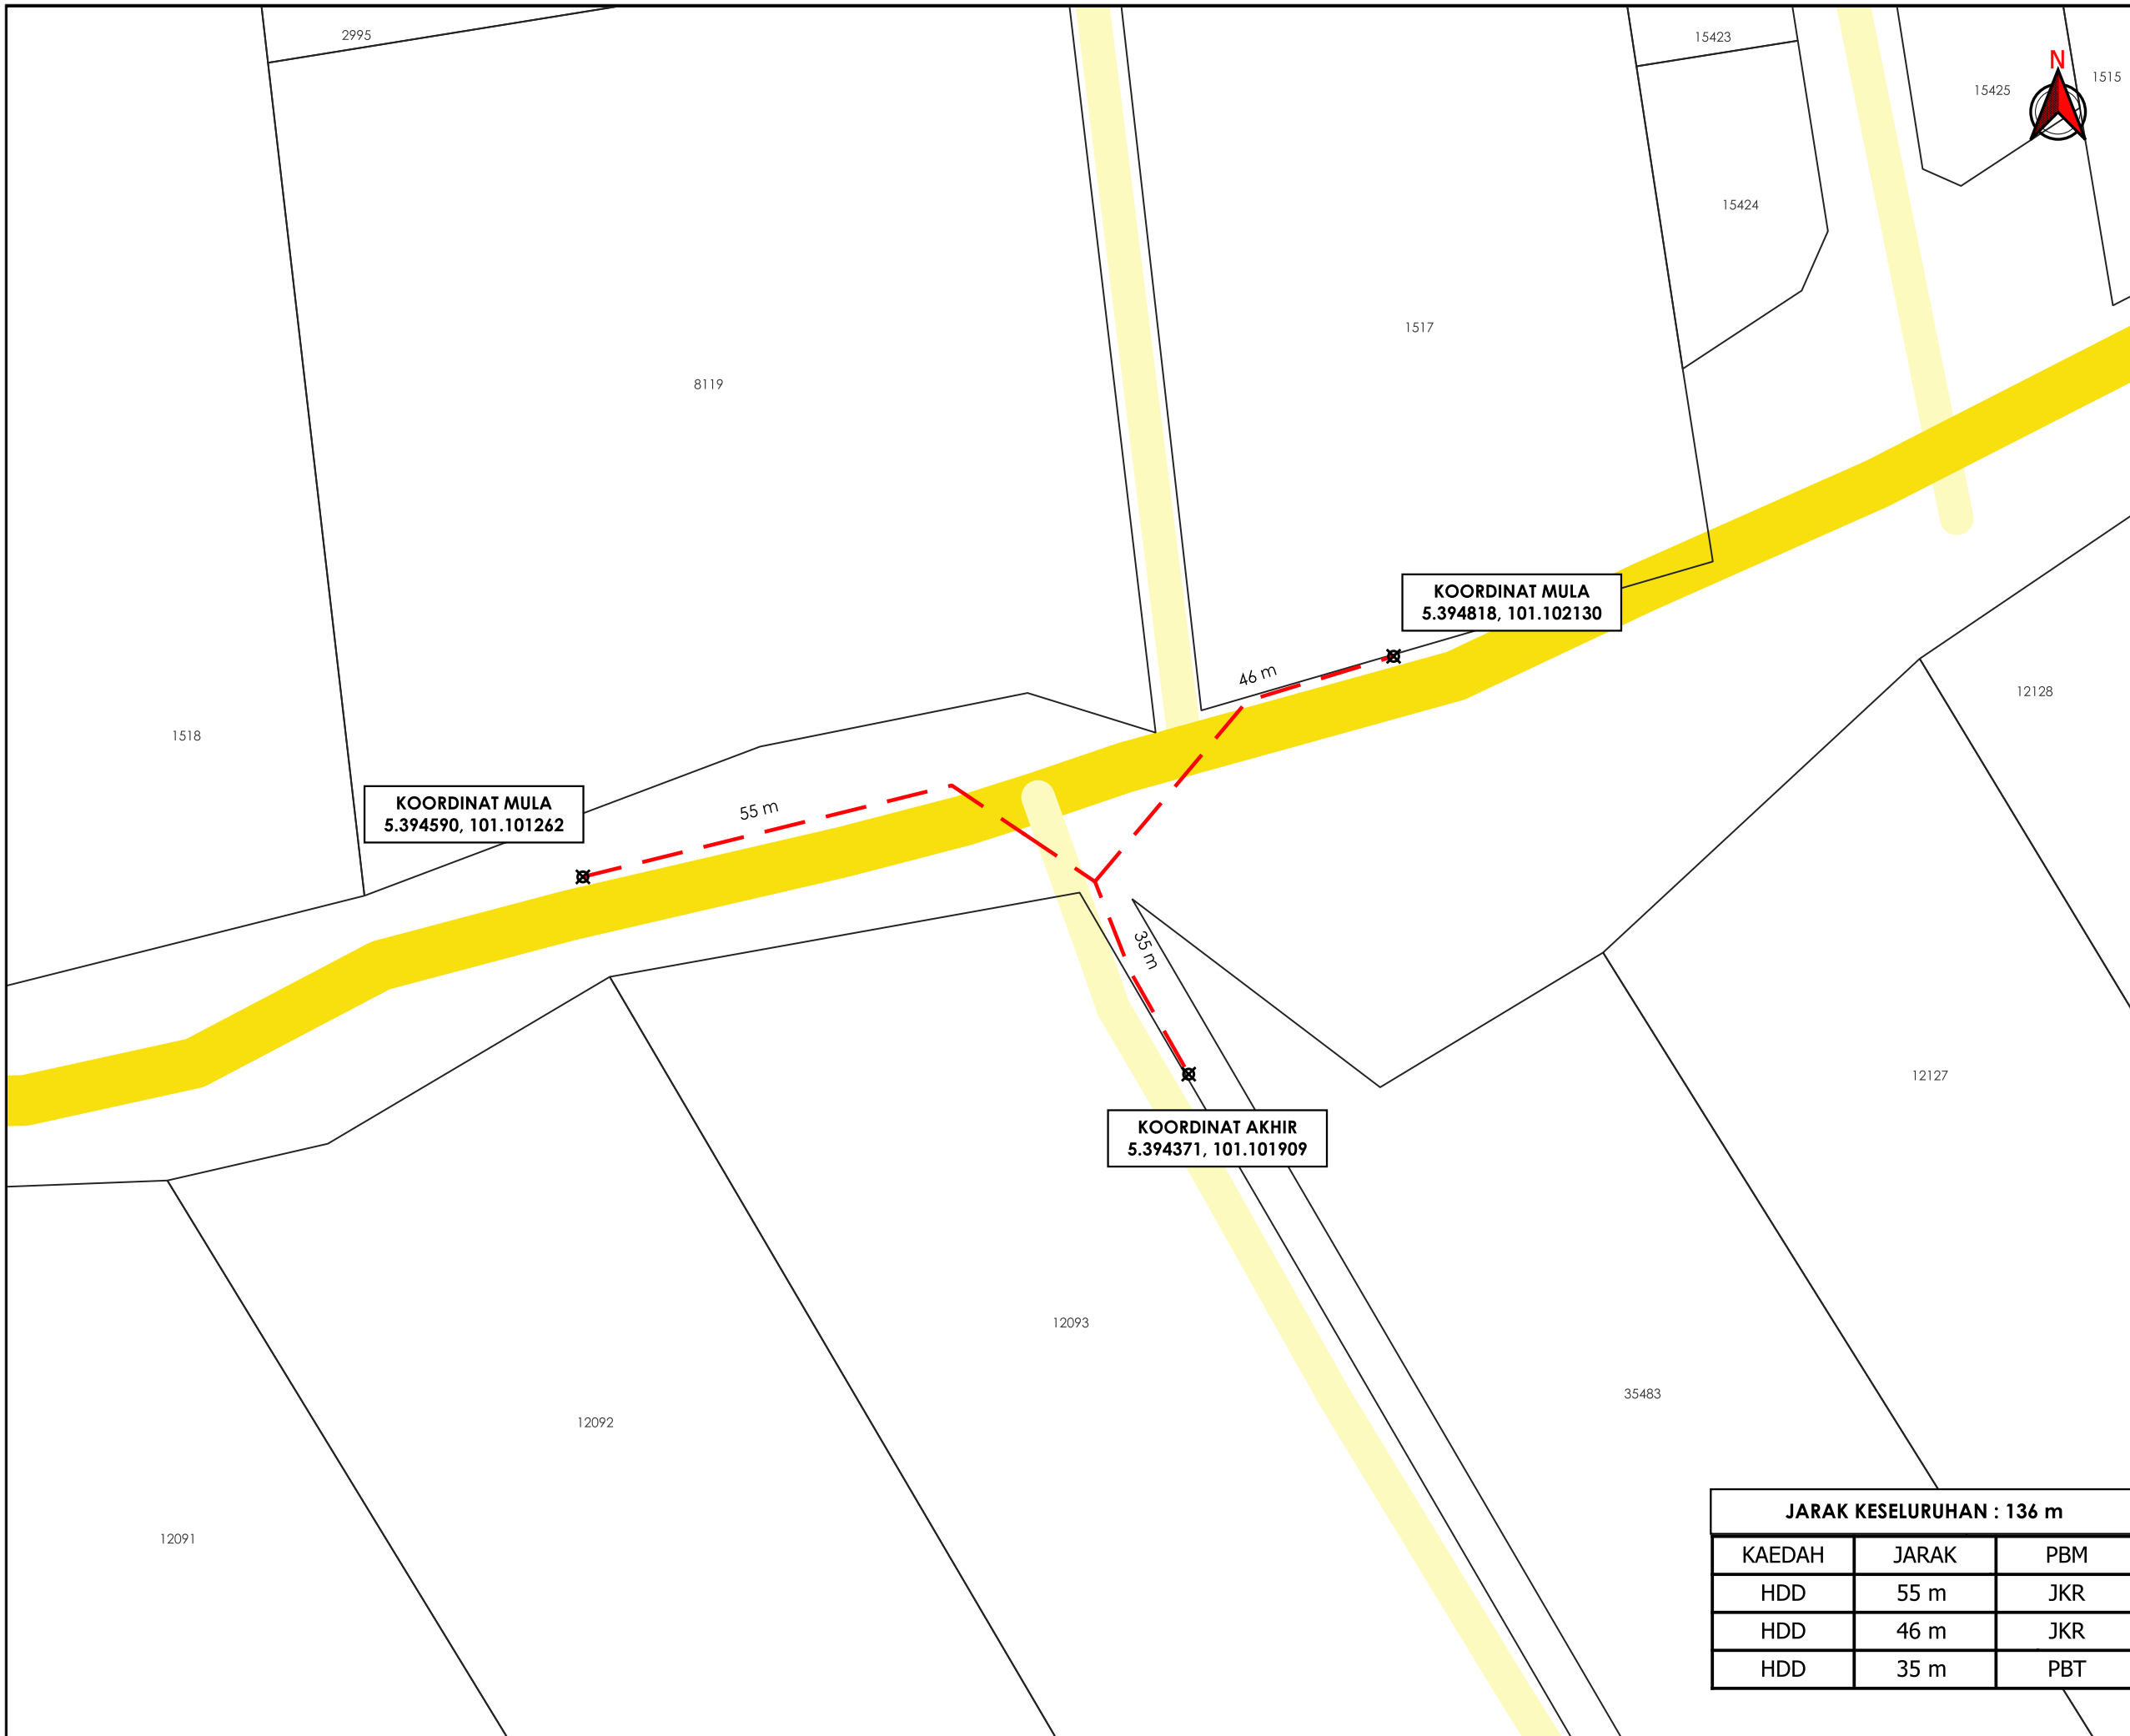 2995
15423
N
1515
15425
15424
1517
8119
KOORDINAT MULA
5.394818, 101.102130
46 m
12128
1518
KOORDINAT MULA
5.394590, 101.101262
55 m
35 m
12127
KOORDINAT AKHIR
5.394371, 101.101909
12093
35483
12092
12091
JARAK KESELURUHAN : 136 m
KAEDAH JARAK PBM
HDD 55 m JKR
HDD 46 m JKR
HDD 35 m PBT